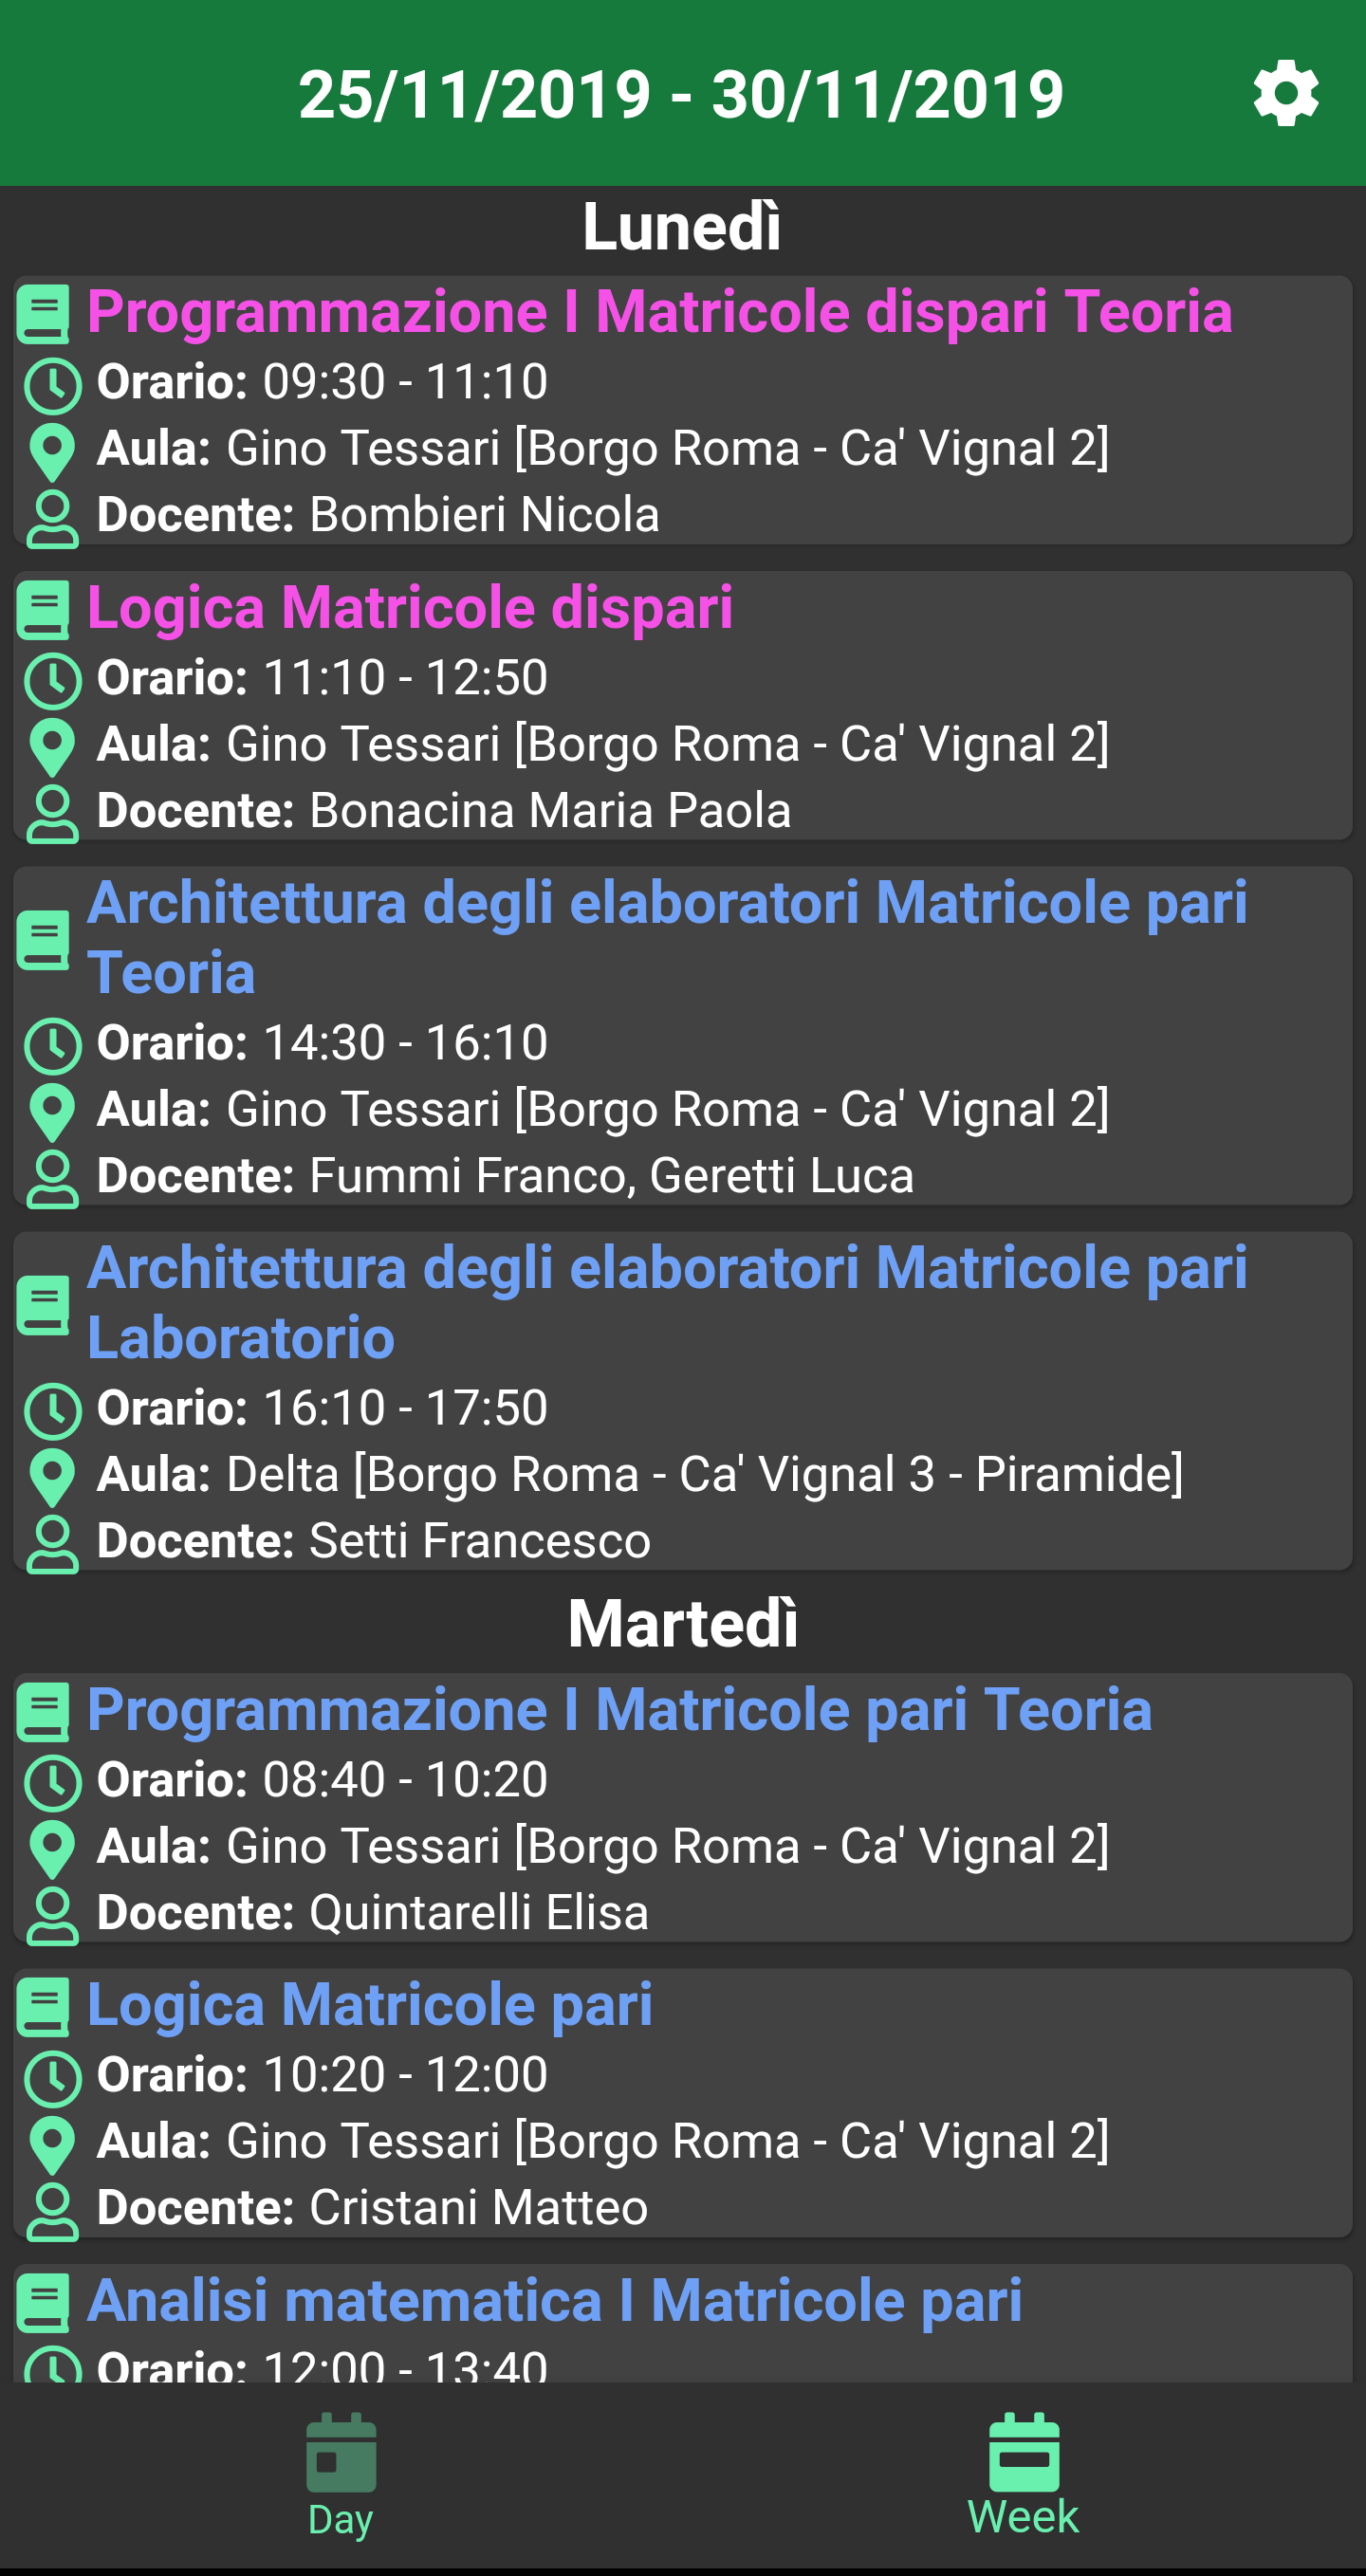 25/11/2019 - 30/11/2019
Lunedì
Programmazione I Matricole dispari Teoria
Orario: 09:30 - 11:10
Aula: Gino Tessari [Borgo Roma - Ca' Vignal 2]
Docente: Bombieri Nicola
Logica Matricole dispari
Orario: 11:10 - 12:50
Aula: Gino Tessari [Borgo Roma - Ca' Vignal 2]
Docente: Bonacina Maria Paola
Architettura degli elaboratori Matricole pari
Teoria
Orario: 14:30 - 16:10
Aula: Gino Tessari [Borgo Roma - Ca' Vignal 2]
Docente: Fummi Franco, Geretti Luca
Architettura degli elaboratori Matricole pari
Laboratorio
Orario: 16:10 - 17:50
Aula: Delta [Borgo Roma - Ca' Vignal 3 - Piramide]
Docente: Setti Francesco
Martedì
Programmazione I Matricole pari Teoria
Orario: 08:40 - 10:20
Aula: Gino Tessari [Borgo Roma - Ca' Vignal 2]
Docente: Quintarelli Elisa
Logica Matricole pari
Orario: 10:20 - 12:00
Aula: Gino Tessari [Borgo Roma - Ca' Vignal 2]
Docente: Cristani Matteo
Analisi matematica I Matricole pari
Orario: 12:00 - 13:40
Day
Week